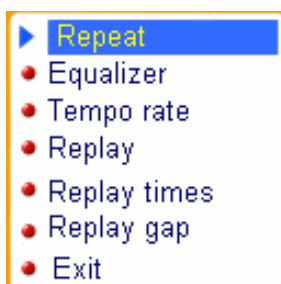 Repeat
Equalizer
Tempo rate
Replay
Replay times
Replay gap
Exit